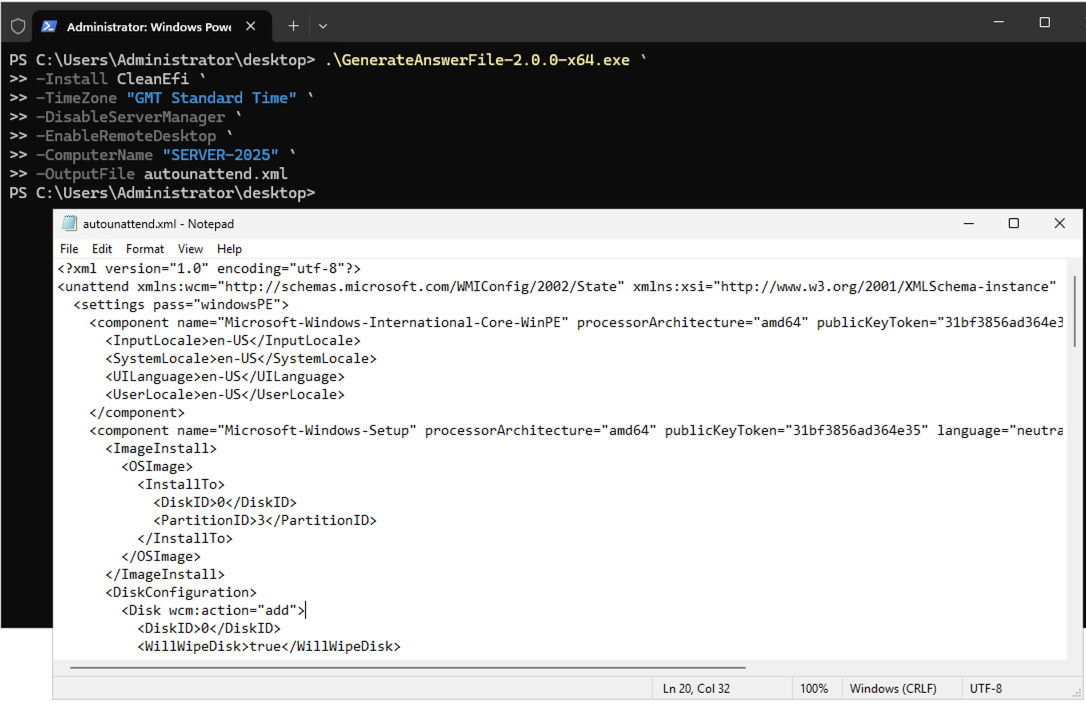 Administrator: Windows Powe
PS C:\Users\Administrator\desktop> .\GenerateAnswerFile-2.0.0-x64.exe `
>> -Install CleanEfi `
>> -TimeZone "GMT Standard Time" `
>> -DisableServerManager `
>> -EnableRemoteDesktop `
>> -ComputerName "SERVER-2025" `
>> -OutputFile autounattend.xml
PS C:\Users\Administrator\desktop>
autounattend.xml - Notepad
File Edit Format View Help
<?xml version="1.0" encoding="utf-8"?>
<unattend xmlns:wcm="http://schemas.microsoft.com/WMIConfig/2002/State" xmlns:xsi="http://www.w3.org/2001/XMLSchema-instance"
<settings pass="windowsPE">
<component name="Microsoft-Windows-International-Core-WinPE" processorArchitecture="amd64" publicKeyToken="31bf3856ad364e3
<InputLocale>en-US</InputLocale>
<SystemLocale>en-US</SystemLocale>
<UILanguage>en-US</UILanguage>
<UserLocale>en-US</UserLocale>
</component>
<component name="Microsoft-Windows-Setup" processorArchitecture="amd64" publicKeyToken="31bf3856ad364e35" language="neutra
<ImageInstall>
<OSImage>
<InstallTo>
<DiskID>0</DiskID>
<PartitionID>3</PartitionID>
</InstallTo>
</OSImage>
</ImageInstall>
<DiskConfiguration>
<Disk wcm:action="add">
<DiskID>0</DiskID>
<WillWipeDisk>true</WillWipeDisk>
Ln 20, Col 32 100% Windows (CRLF) UTF-8